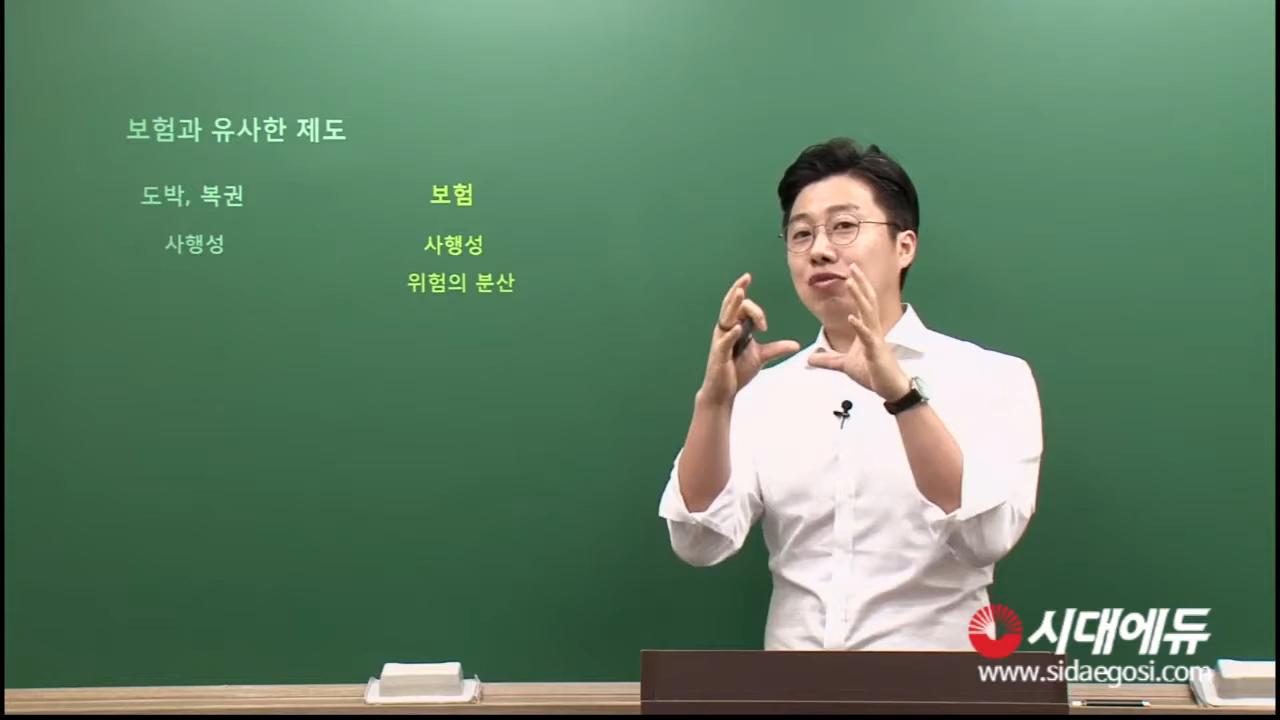 보험과 유사한 제도
도박, 복권
보험
사행성
사행성
위험의 분산
시대에듀
www.sidaegosi.com